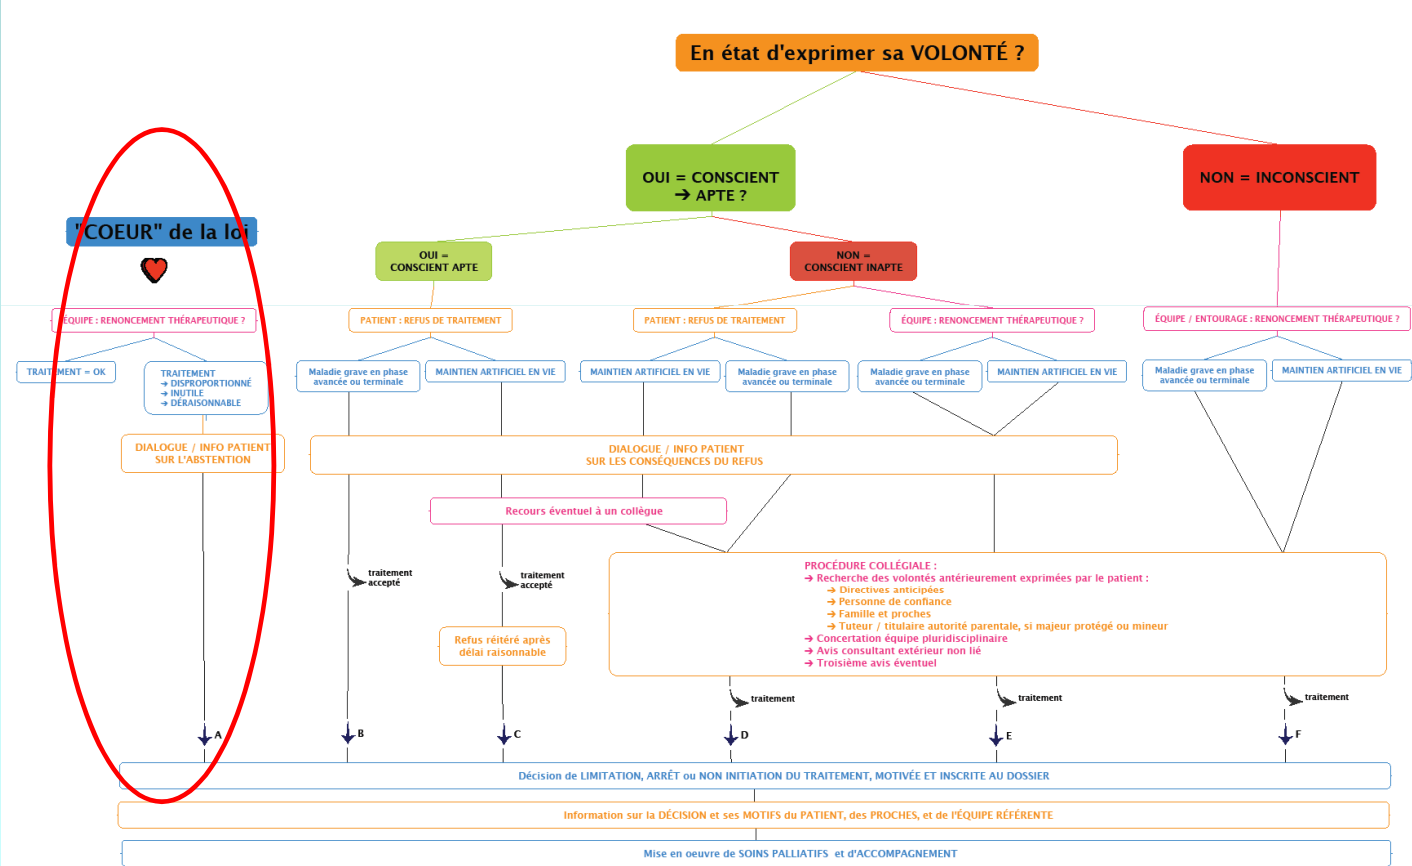 En état d'exprimer sa VOLONTÉ ?
OUI = CONSCIENT
➔ APTE ?
NON = INCONSCIENT
"COEUR" de la loi
OUI =
CONSCIENT APTE
NON =
CONSCIENT INAPTE
ÉQUIPE : RENONCEMENT THÉRAPEUTIQUE ?
PATIENT : REFUS DE TRAITEMENT
PATIENT : REFUS DE TRAITEMENT
ÉQUIPE : RENONCEMENT THÉRAPEUTIQUE ?
ÉQUIPE / ENTOURAGE : RENONCEMENT THÉRAPEUTIQUE ?
TRAITEMENT = OK
TRAITEMENT
➔ DISPROPORTIONNÉ
➔ INUTILE
➔ DÉRAISONNABLE
Maladie grave en phase
avancée ou terminale
MAINTIEN ARTIFICIEL EN VIE
MAINTIEN ARTIFICIEL EN VIE
Maladie grave en phase
avancée ou terminale
Maladie grave en phase
avancée ou terminale
MAINTIEN ARTIFICIEL EN VIE
Maladie grave en phase
avancée ou terminale
MAINTIEN ARTIFICIEL EN VIE
DIALOGUE / INFO PATIENT
SUR L'ABSTENTION
DIALOGUE / INFO PATIENT
SUR LES CONSÉQUENCES DU REFUS
Recours éventuel à un collègue
traitement
accepté
traitement
accepté
PROCÉDURE COLLÉGIALE :
➔ Recherche des volontés antérieurement exprimées par le patient :
➔ Directives anticipées
➔ Personne de confiance
➔ Famille et proches
➔ Tuteur / titulaire autorité parentale, si majeur protégé ou mineur
➔ Concertation équipe pluridisciplinaire
➔ Avis consultant extérieur non lié
➔ Troisième avis éventuel
Refus réitéré après
délai raisonnable
traitement
traitement
traitement
A
B
C
D
E
F
Décision de LIMITATION, ARRÊT ou NON INITIATION DU TRAITEMENT, MOTIVÉE ET INSCRITE AU DOSSIER
Information sur la DÉCISION et ses MOTIFS du PATIENT, des PROCHES, et de l'ÉQUIPE RÉFÉRENTE
Mise en oeuvre de SOINS PALLIATIFS et d'ACCOMPAGNEMENT